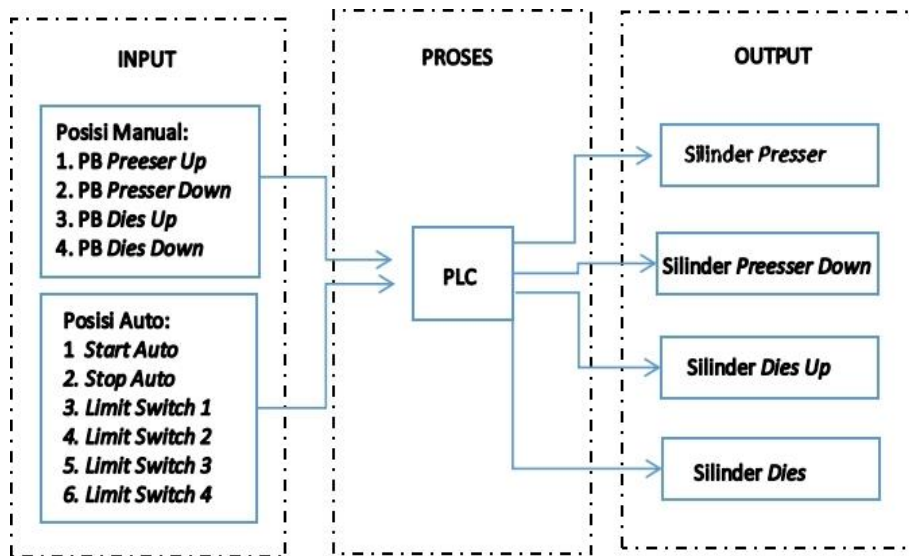 INPUT
Posisi Manual:
1. PB Preeser Up
2. PB Presser Down
3. PB Dies Up
4. PB Dies Down
Posisi Auto:
1 Start Auto
2. Stop Auto
3. Limit Switch 1
4. Limit Switch 2
5. Limit Switch 3
6. Limit Switch 4
PROSES
PLC
OUTPUT
Silinder Presser
Silinder Preesser Down
Silinder Dies Up
Silinder Dies